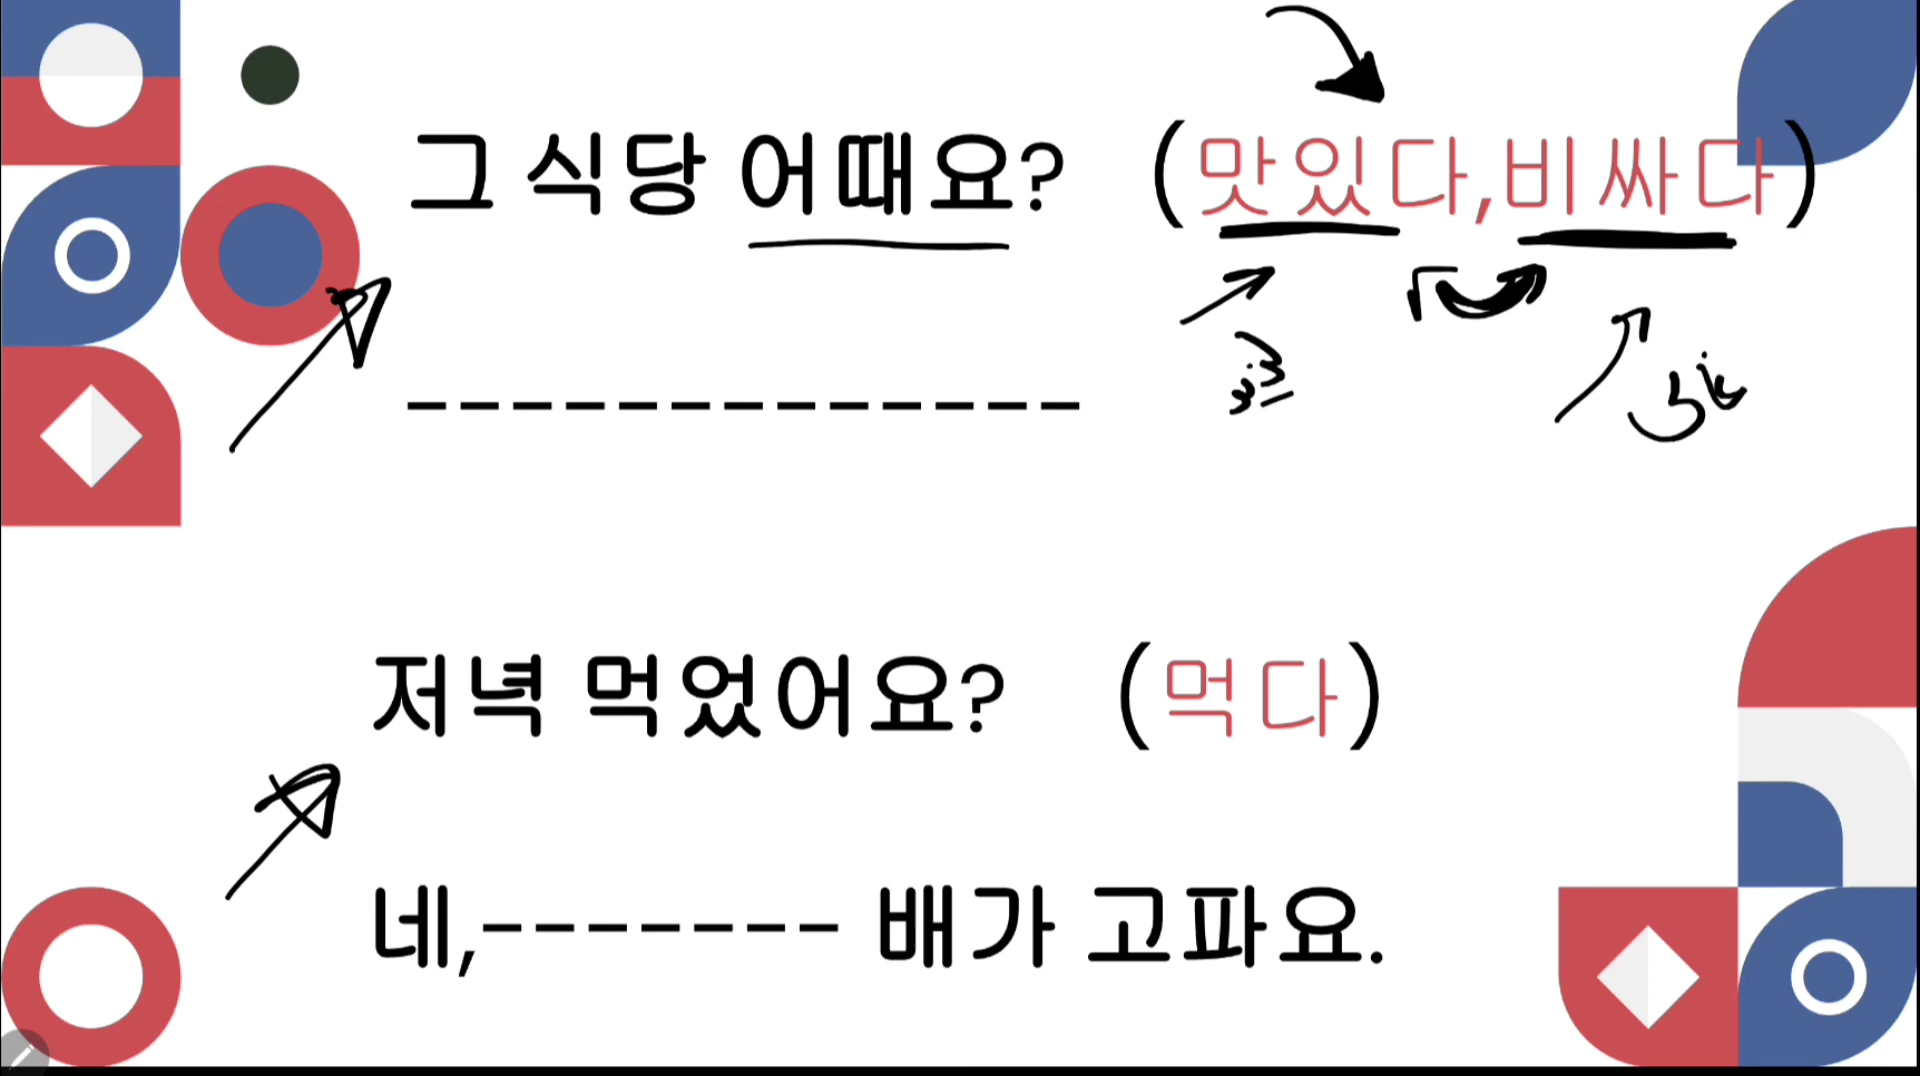 그 식당 어때요? (맛있다,비싸다)
--------------
저녁 먹었어요? (먹다)
네,------- 배가 고파요.